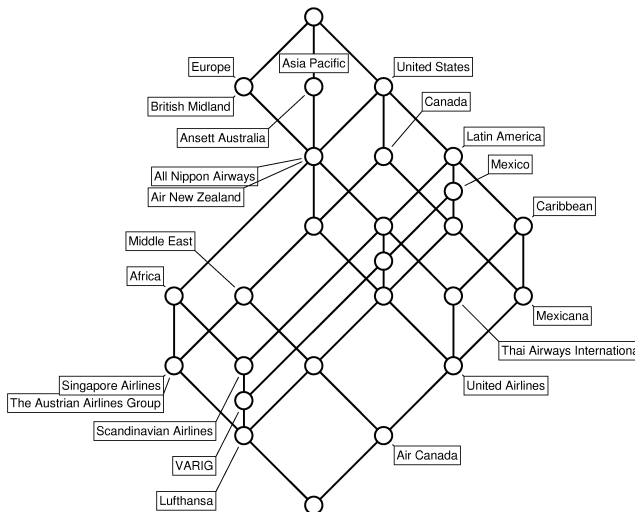 Asia Pacific
Europe
United States
British Midland
Canada
Ansett Australia
Latin America
Mexico
All Nippon Airways
Air New Zealand
Caribbean
Middle East
Africa
Mexicana
Thai Airways Internationa
Singapore Airlines
United Airlines
The Austrian Airlines Group
Scandinavian Airlines
Air Canada
VARIG
Lufthansa